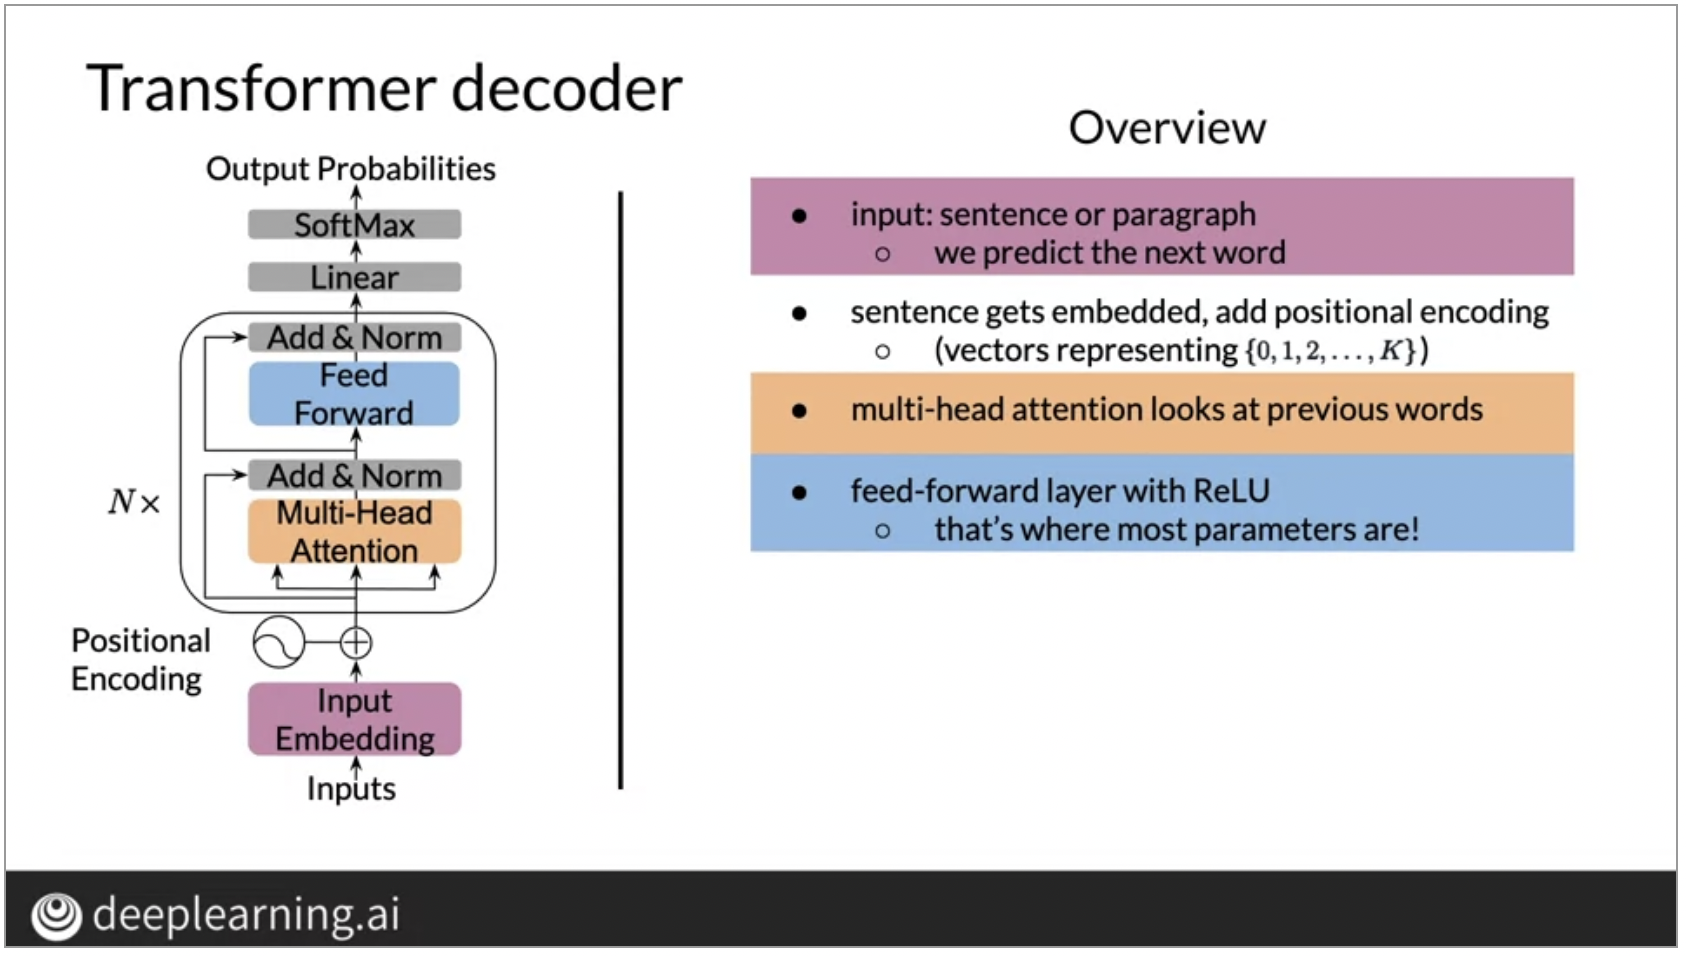 Transformer decoder
Output Probabilities
SoftMax
Linear
Add & Norm
Feed
Forward
Add & Norm
Multi-Head
Attention
N×
Positional
Encoding
Input
Embedding
Inputs
Overview
● input: sentence or paragraph
○ we predict the next word
● sentence gets embedded, add positional encoding
○ (vectors representing {0, 1, 2, . . . , K})
● multi-head attention looks at previous words
● feed-forward layer with ReLU
○ that's where most parameters are!
deeplearning.ai